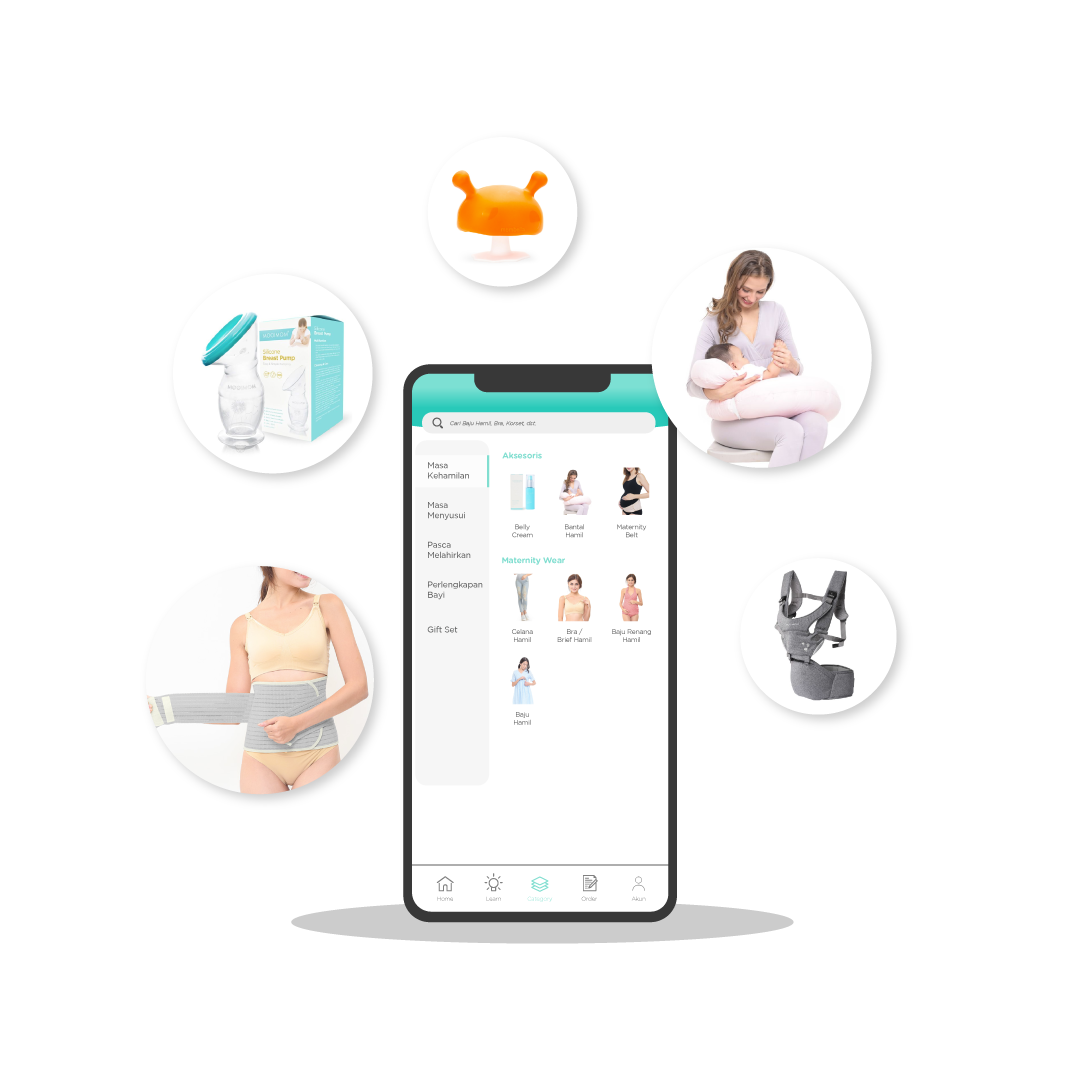 Silicone
Breast Pump
Cari Baju Hamil, Bra, Korset, dct.
Masa
Kehamilan
Masa
Menyusui
Pasca
Melahirkan
Perlengkapan
Bayi
Gift Set
Aksesoris
Belly
Cream
Bantal
Hamil
Maternity
Belt
Maternity Wear
Celana
Hamil
Bra /
Brief Hamil
Baju Renang
Hamil
Baju
Hamil
Home
Learn
Category
Order
Akun